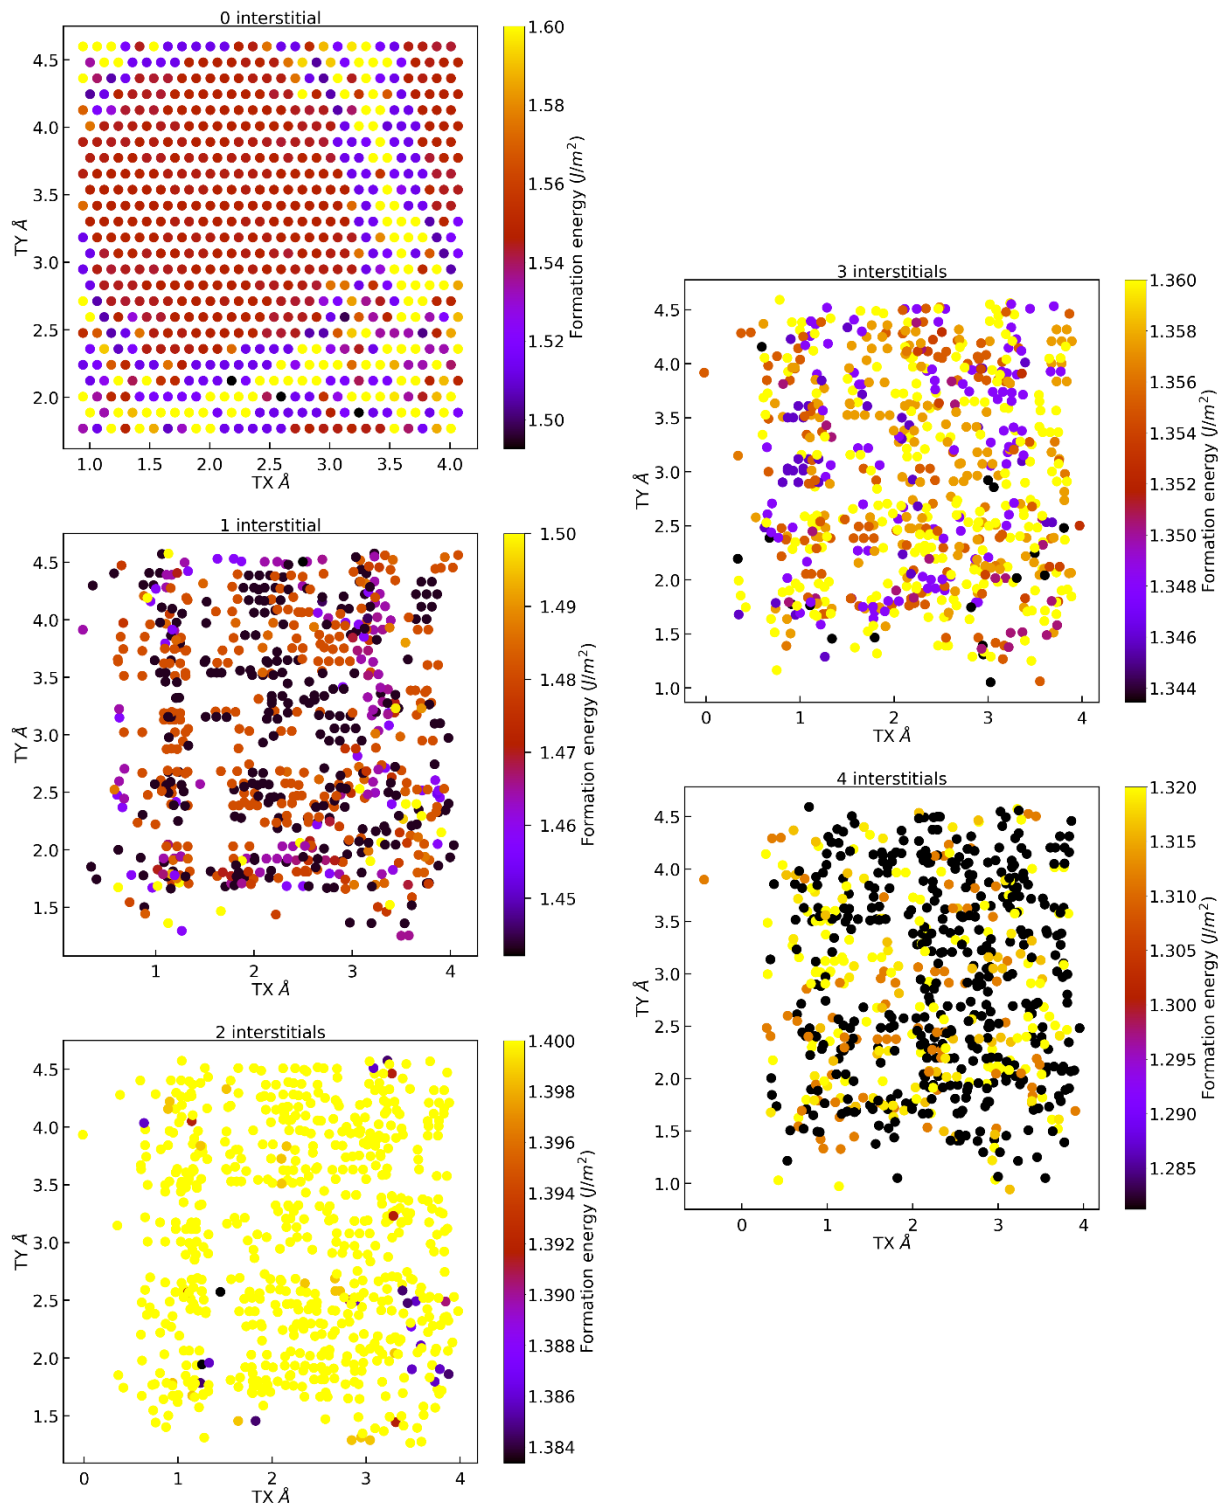 0 interstitial
4.5
4.0
3.5
3.0
2.5
2.0
TY Å
1.0 1.5 2.0 2.5 3.0 3.5 4.0
TX Å
1.60
1.58
1.56
1.54
1.52
1.50
Formation energy (J/m²)
1 interstitial
4.5
4.0
3.5
3.0
2.5
2.0
1.5
TY Å
1 2 3 4
TX Å
1.50
1.49
1.48
1.47
1.46
1.45
Formation energy (J/m²)
2 interstitials
4.5
4.0
3.5
3.0
2.5
2.0
1.5
TY Å
0 1 2 3 4
TX Å
1.400
1.398
1.396
1.394
1.392
1.390
1.388
1.386
1.384
Formation energy (J/m²)
3 interstitials
4.5
4.0
3.5
3.0
2.5
2.0
1.5
1.0
TY Å
0 1 2 3 4
TX Å
1.360
1.358
1.356
1.354
1.352
1.350
1.348
1.346
1.344
Formation energy (J/m²)
4 interstitials
4.5
4.0
3.5
3.0
2.5
2.0
1.5
1.0
TY Å
0 1 2 3 4
TX Å
1.320
1.315
1.310
1.305
1.300
1.295
1.290
1.285
Formation energy (J/m²)